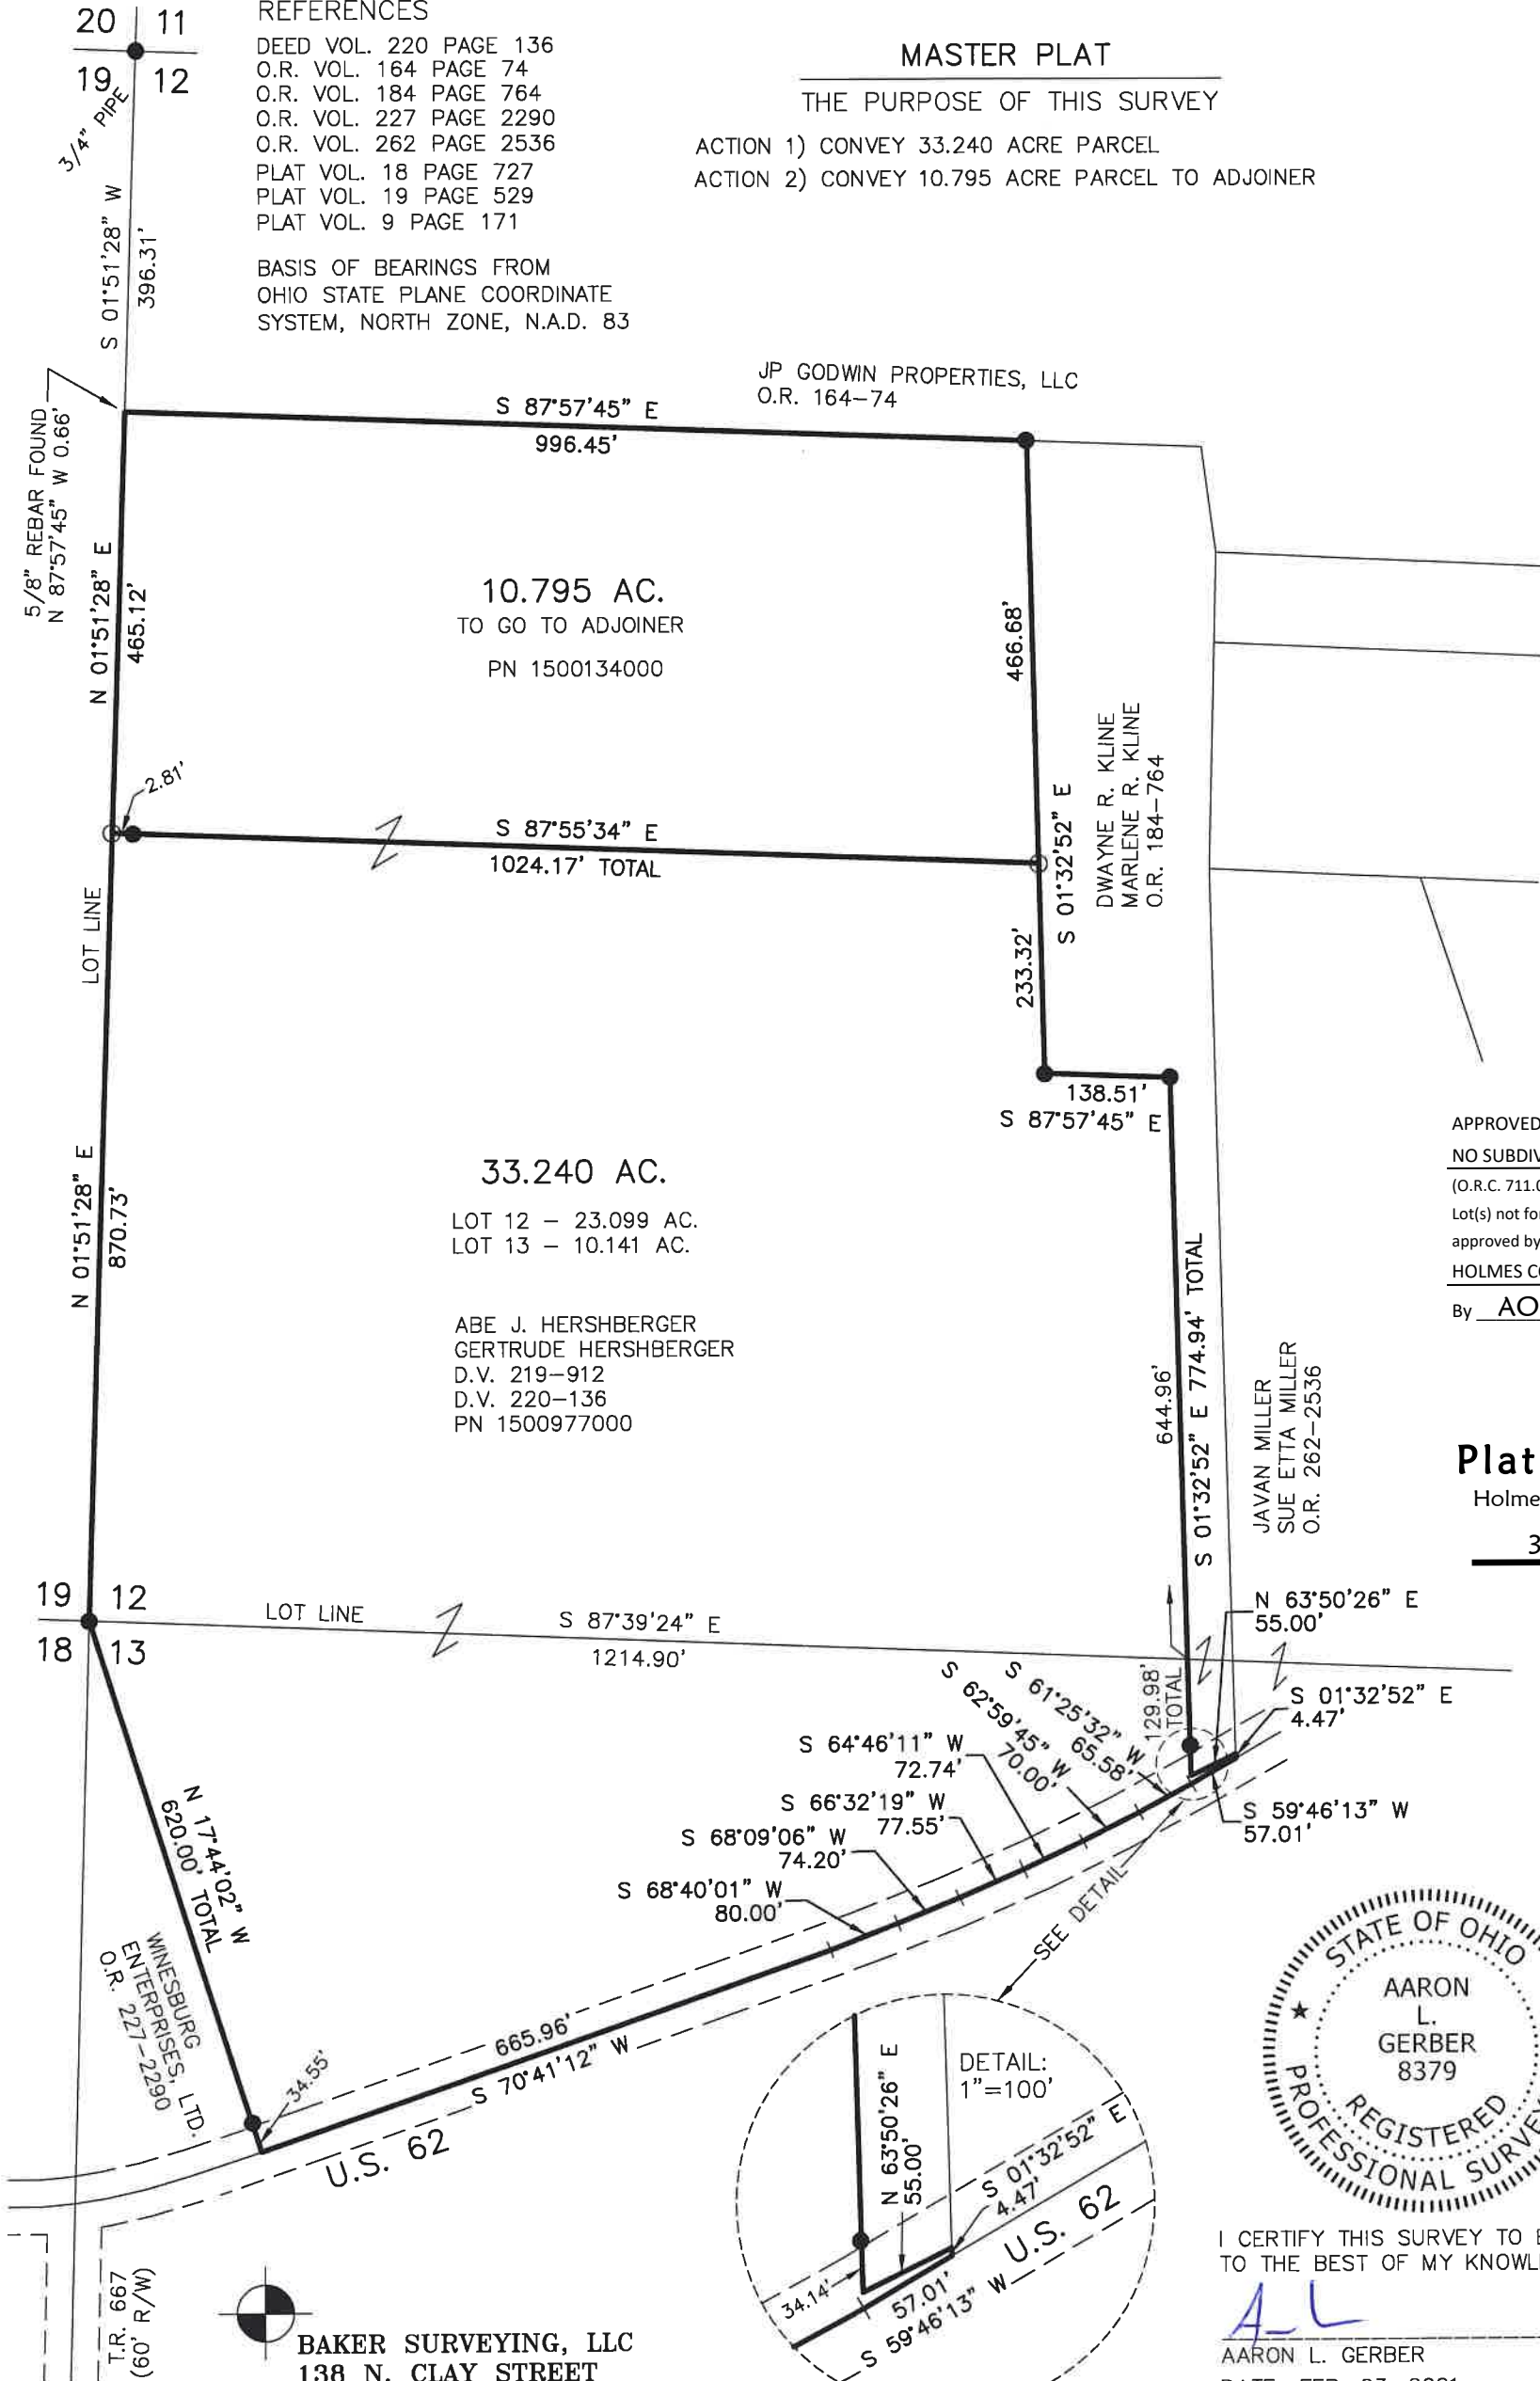 20 11
19 12
3/4" PIPE
S 01°51'28" W
396.31'
REFERENCES
DEED VOL. 220 PAGE 136
O.R. VOL. 164 PAGE 74
O.R. VOL. 184 PAGE 764
O.R. VOL. 227 PAGE 2290
O.R. VOL. 262 PAGE 2536
PLAT VOL. 18 PAGE 727
PLAT VOL. 19 PAGE 529
PLAT VOL. 9 PAGE 171
BASIS OF BEARINGS FROM
OHIO STATE PLANE COORDINATE
SYSTEM, NORTH ZONE, N.A.D. 83
MASTER PLAT
THE PURPOSE OF THIS SURVEY
ACTION 1) CONVEY 33.240 ACRE PARCEL
ACTION 2) CONVEY 10.795 ACRE PARCEL TO ADJOINER
JP GODWIN PROPERTIES, LLC
O.R. 164-74
5/8" REBAR FOUND
N 87°57'45" W 0.66'
S 87°57'45" E
996.45'
N 01°51'28" E
465.12'
10.795 AC.
TO GO TO ADJOINER
PN 1500134000
466.68'
S 01°32'52" E
233.32'
DWAYNE R. KLINE
MARLENE R. KLINE
O.R. 184-764
2.81'
S 87°55'34" E
1024.17' TOTAL
LOT LINE
138.51'
S 87°57'45" E
N 01°51'28" E
870.73'
33.240 AC.
LOT 12 - 23.099 AC.
LOT 13 - 10.141 AC.
ABE J. HERSHBERGER
GERTRUDE HERSHBERGER
D.V. 219-912
D.V. 220-136
PN 1500977000
644.96'
S 01°32'52" E 774.94' TOTAL
JAVAN MILLER
SUE ETTA MILLER
O.R. 262-2536
APPROVED
NO SUBDIV
(O.R.C. 711.0
Lot(s) not fo
approved by
HOLMES CO
By AO
Plat
Holme
3
19 12
18 13
LOT LINE
S 87°39'24" E
1214.90'
N 63°50'26" E
55.00'
129.98'
TOTAL
S 01°32'52" E
4.47'
S 61°25'32" W
65.58'
S 62°59'45" W
70.00'
S 64°46'11" W
72.74'
S 66°32'19" W
77.55'
S 68°09'06" W
74.20'
S 68°40'01" W
80.00'
S 59°46'13" W
57.01'
SEE DETAIL
N 17°44'02" W
620.00' TOTAL
WINESBURG
ENTERPRISES, LTD.
O.R. 227-2290
34.55'
665.96'
S 70°41'12" W
U.S. 62
DETAIL:
1"=100'
N 63°50'26" E
55.00'
S 01°32'52" E
4.47'
U.S. 62
34.14'
57.01'
S 59°46'13" W
STATE OF OHIO
AARON
L.
GERBER
8379
REGISTERED
PROFESSIONAL SURVEY
T.R. 667
(60' R/W)
BAKER SURVEYING, LLC
138 N. CLAY STREET
I CERTIFY THIS SURVEY TO B
TO THE BEST OF MY KNOWL
AARON L. GERBER